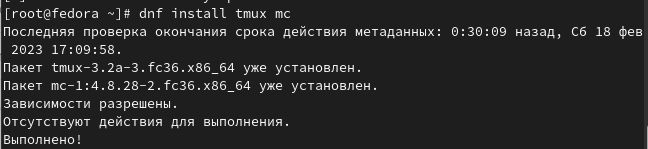 [root@fedora ~]# dnf install tmux mc
Последняя проверка окончания срока действия метаданных: 0:30:09 назад, Сб 18 фев
2023 17:09:58.
Пакет tmux-3.2a-3.fc36.x86_64 уже установлен.
Пакет mc-1:4.8.28-2.fc36.x86_64 уже установлен.
Зависимости разрешены.
Отсутствуют действия для выполнения.
Выполнено!